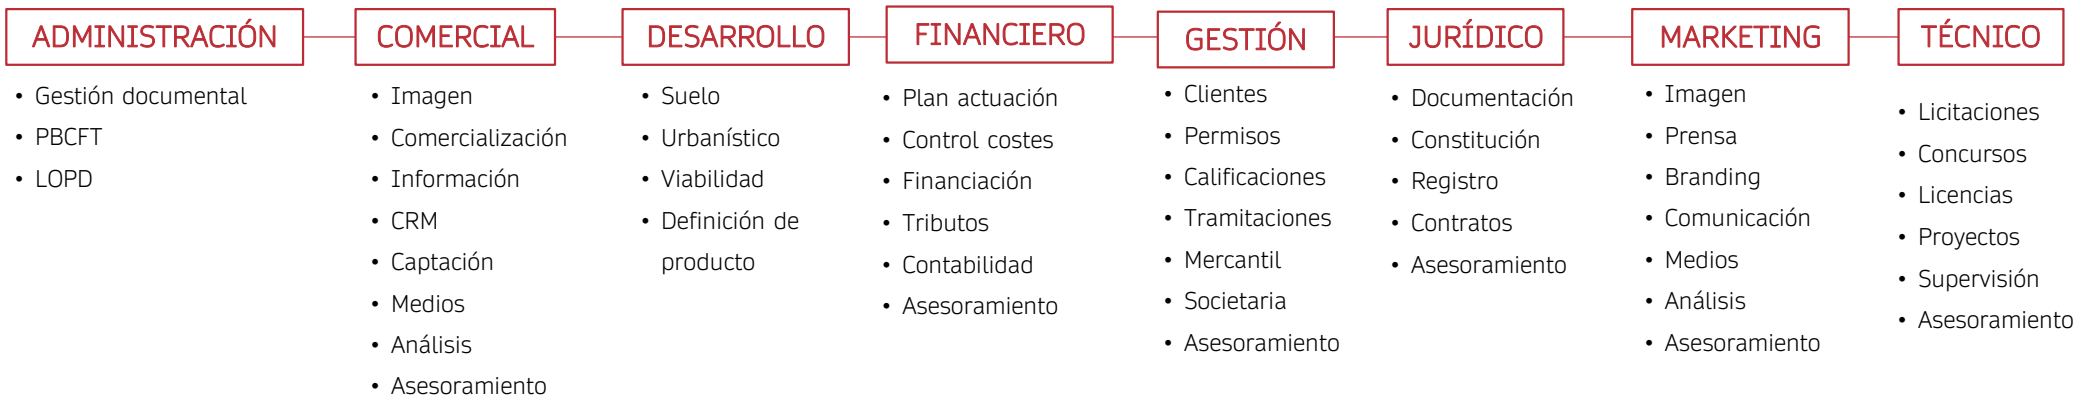 ADMINISTRACIÓN
• Gestión documental
• PBCFT
• LOPD
COMERCIAL
• Imagen
• Comercialización
• Información
• CRM
• Captación
• Medios
• Análisis
• Asesoramiento
DESARROLLO
• Suelo
• Urbanístico
• Viabilidad
• Definición de
producto
FINANCIERO
• Plan actuación
• Control costes
• Financiación
• Tributos
• Contabilidad
• Asesoramiento
GESTIÓN
• Clientes
• Permisos
• Calificaciones
• Tramitaciones
• Mercantil
• Societaria
• Asesoramiento
JURÍDICO
• Documentación
• Constitución
• Registro
• Contratos
• Asesoramiento
MARKETING
• Imagen
• Prensa
• Branding
• Comunicación
• Medios
• Análisis
• Asesoramiento
TÉCNICO
• Licitaciones
• Concursos
• Licencias
• Proyectos
• Supervisión
• Asesoramiento